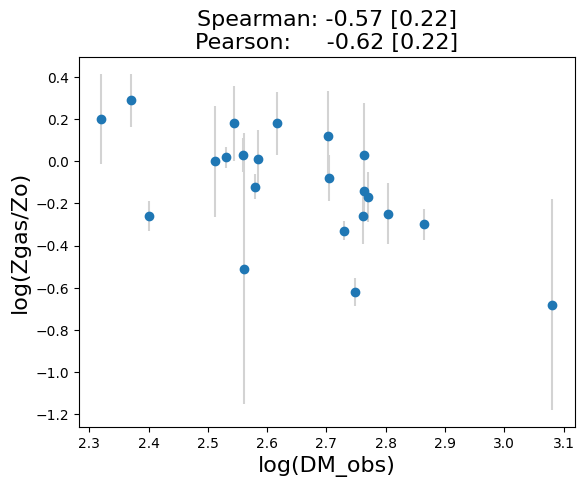 Spearman: -0.57 [0.22]
Pearson: -0.62 [0.22]
log(Zgas/Zo)
0.4
0.2
0.0
−0.2
−0.4
−0.6
−0.8
−1.0
−1.2
2.3 2.4 2.5 2.6 2.7 2.8 2.9 3.0 3.1
log(DM_obs)